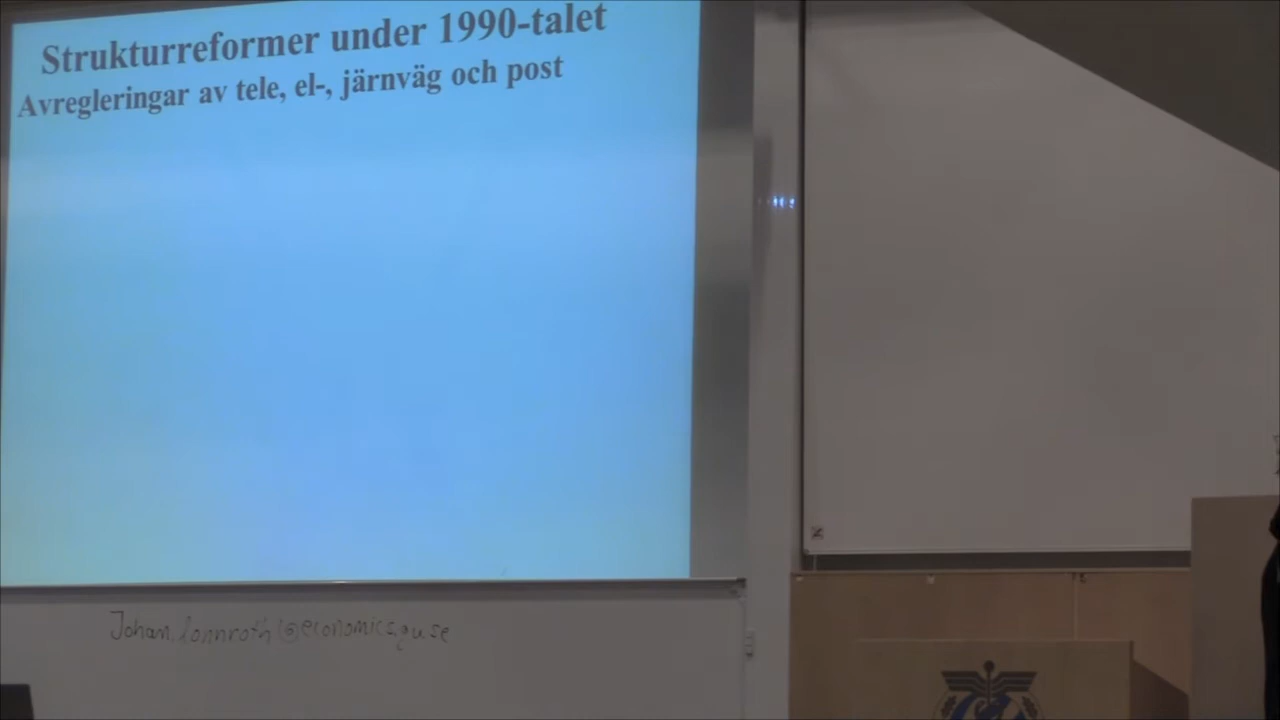 Strukturreformer under 1990-talet
Avregleringar av tele, el-, järnväg och post
Johan.lonnroth@economics.gu.se